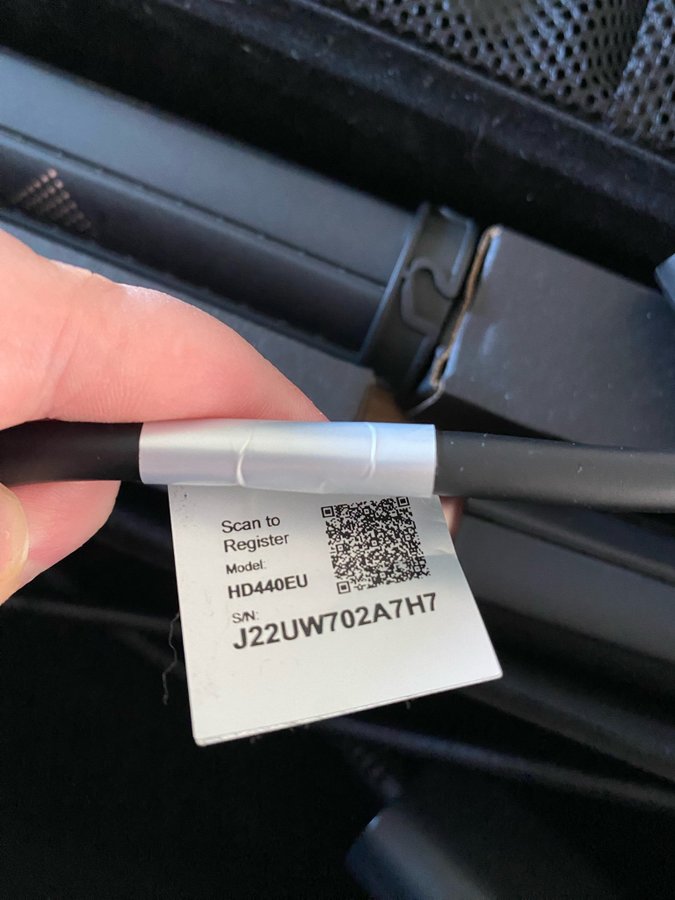 Scan to
Register
Model:
HD440EU
S/N:
J22UW702A7H7